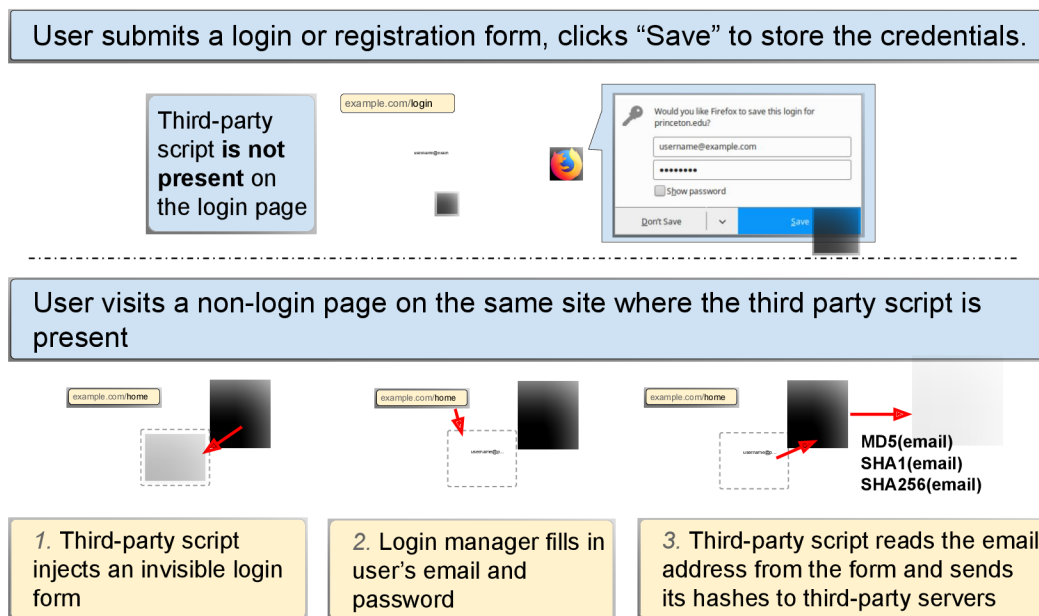 User submits a login or registration form, clicks “Save” to store the credentials.
Third-party
script is not
present on
the login page
example.com/login
Would you like Firefox to save this login for
princeton.edu?
username@example.com
••••••••
Show password
Don't Save
Save
User visits a non-login page on the same site where the third party script is
present
example.com/home
example.com/home
username@p...
example.com/home
username@p...
MD5(email)
SHA1(email)
SHA256(email)
1. Third-party script
injects an invisible login
form
2. Login manager fills in
user’s email and
password
3. Third-party script reads the email
address from the form and sends
its hashes to third-party servers